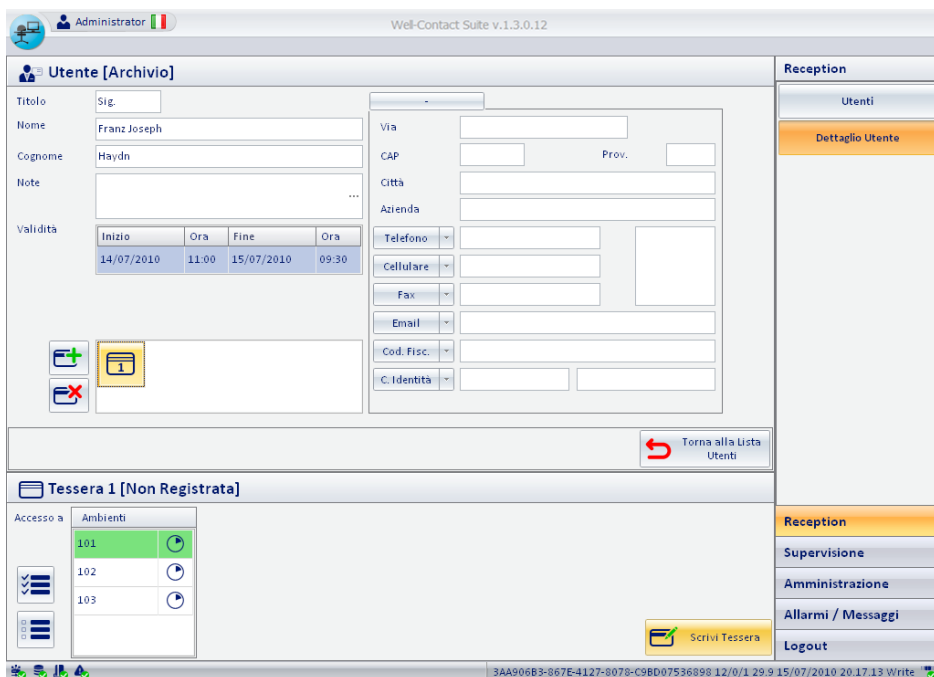 Administrator
Well-Contact Suite v.1.3.0.12
Utente [Archivio]
Titolo
Sig.
Nome
Franz Joseph
Cognome
Haydn
Note
...
Validità
Inizio Ora Fine Ora
14/07/2010 11:00 15/07/2010 09:30
1
-
Via
CAP
Prov.
Città
Azienda
Telefono
Cellulare
Fax
Email
Cod. Fisc.
C. Identità
Torna alla Lista
Utenti
Tessera 1 [Non Registrata]
Accesso a
Ambienti
101
102
103
Scrivi Tessera
Reception
Utenti
Dettaglio Utente
Reception
Supervisione
Amministrazione
Allarmi / Messaggi
Logout
3AA906B3-867E-4127-8078-C9BD07536898 12/0/1 29.9 15/07/2010 20.17.13 Write